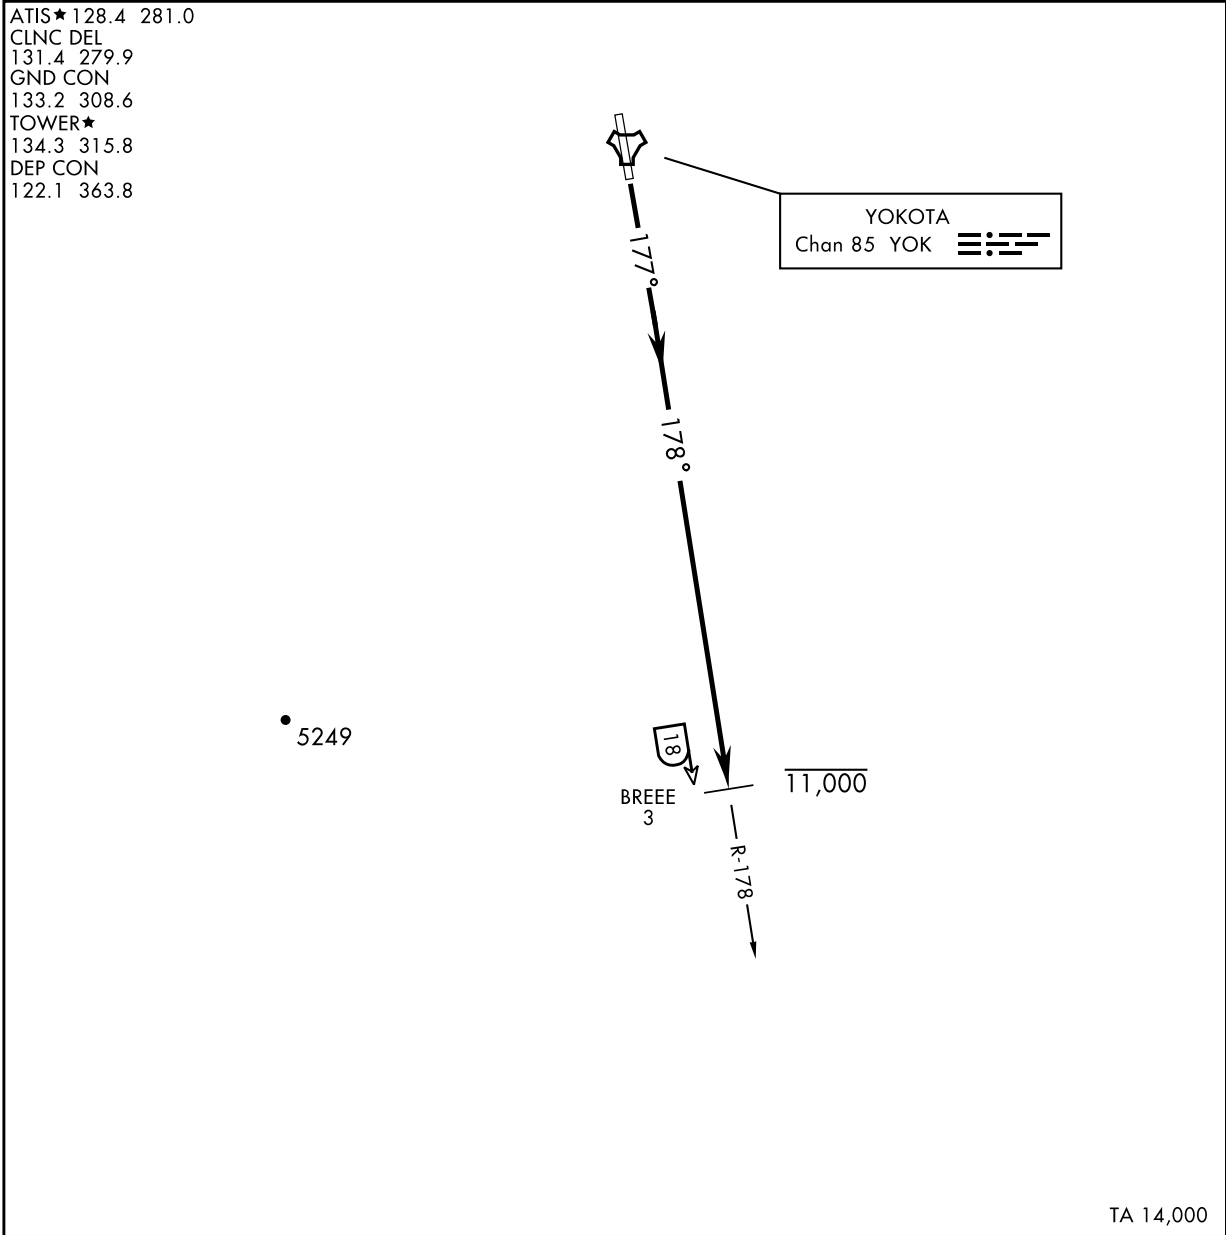 ATIS★ 128.4 281.0
CLNC DEL
131.4 279.9
GND CON
133.2 308.6
TOWER★
134.3 315.8
DEP CON
122.1 363.8
YOKOTA
Chan 85 YOK
177°
178°
5249
18
BREEE
3
11,000
R-178
TA 14,000